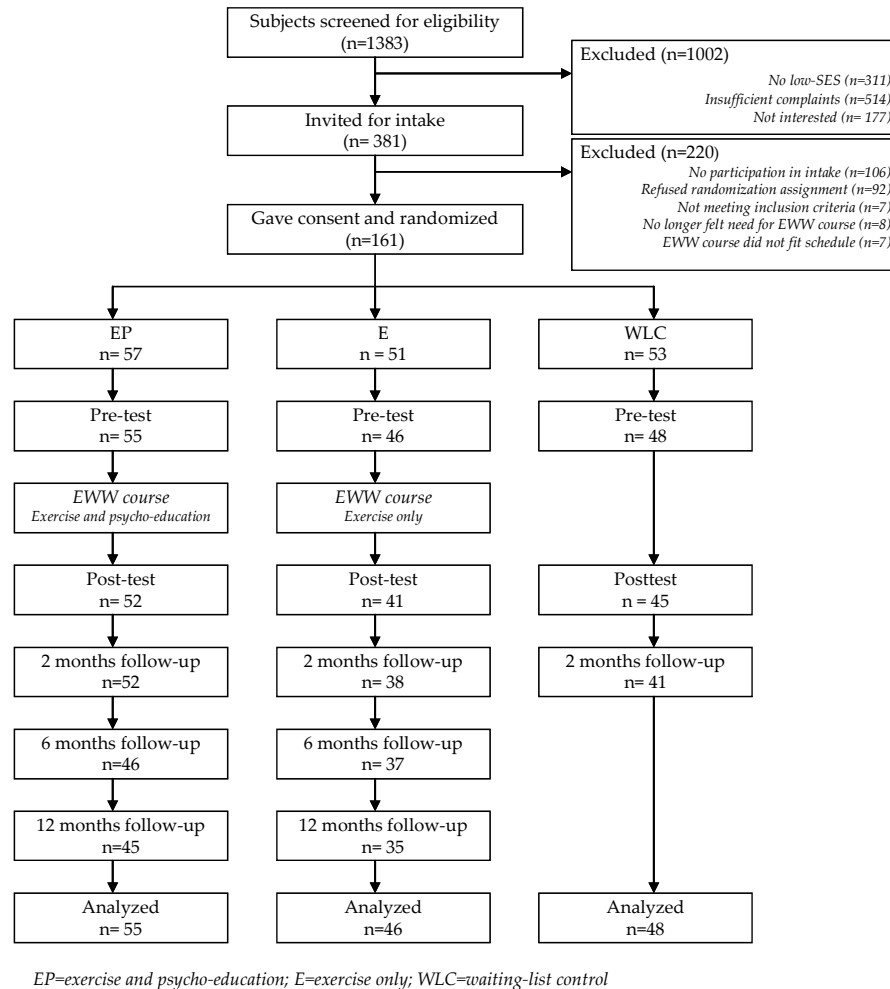 Subjects screened for eligibility
(n=1383)
Excluded (n=1002)
No low-SES (n=311)
Insufficient complaints (n=514)
Not interested (n= 177)
Invited for intake
(n= 381)
Excluded (n=220)
No participation in intake (n=106)
Refused randomization assignment (n=92)
Not meeting inclusion criteria (n=7)
No longer felt need for EWW course (n=8)
EWW course did not fit schedule (n=7)
Gave consent and randomized
(n=161)
EP
n= 57
E
n = 51
WLC
n= 53
Pre-test
n= 55
Pre-test
n= 46
Pre-test
n= 48
EWW course
Exercise and psycho-education
EWW course
Exercise only
Post-test
n= 52
Post-test
n= 41
Posttest
n = 45
2 months follow-up
n=52
2 months follow-up
n= 38
2 months follow-up
n= 41
6 months follow-up
n=46
6 months follow-up
n= 37
12 months follow-up
n=45
12 months follow-up
n= 35
Analyzed
n= 55
Analyzed
n=46
Analyzed
n=48
EP=exercise and psycho-education; E=exercise only; WLC=waiting-list control